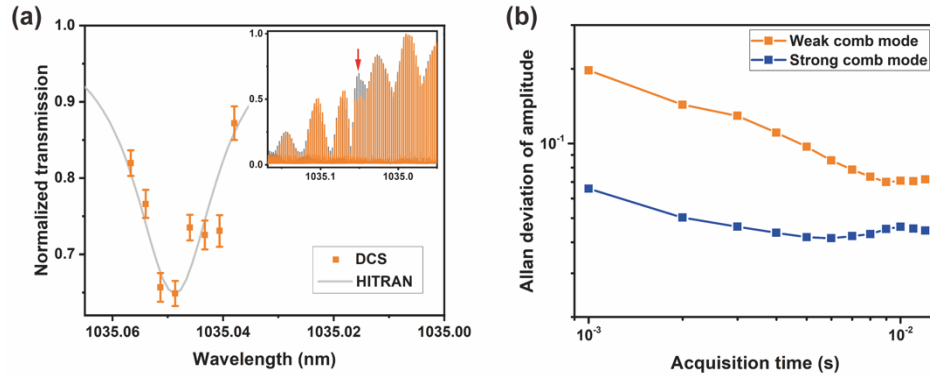 (a)
1.0
0.9
0.8
0.7
Normalized transmission
1035.06
1035.04
1035.02
1035.00
Wavelength (nm)
DCS
HITRAN
1.0
0.5
0.0
1035.1
1035.0
(b)
Weak comb mode
Strong comb mode
Allan deviation of amplitude
10⁻¹
10⁻³
10⁻²
Acquisition time (s)